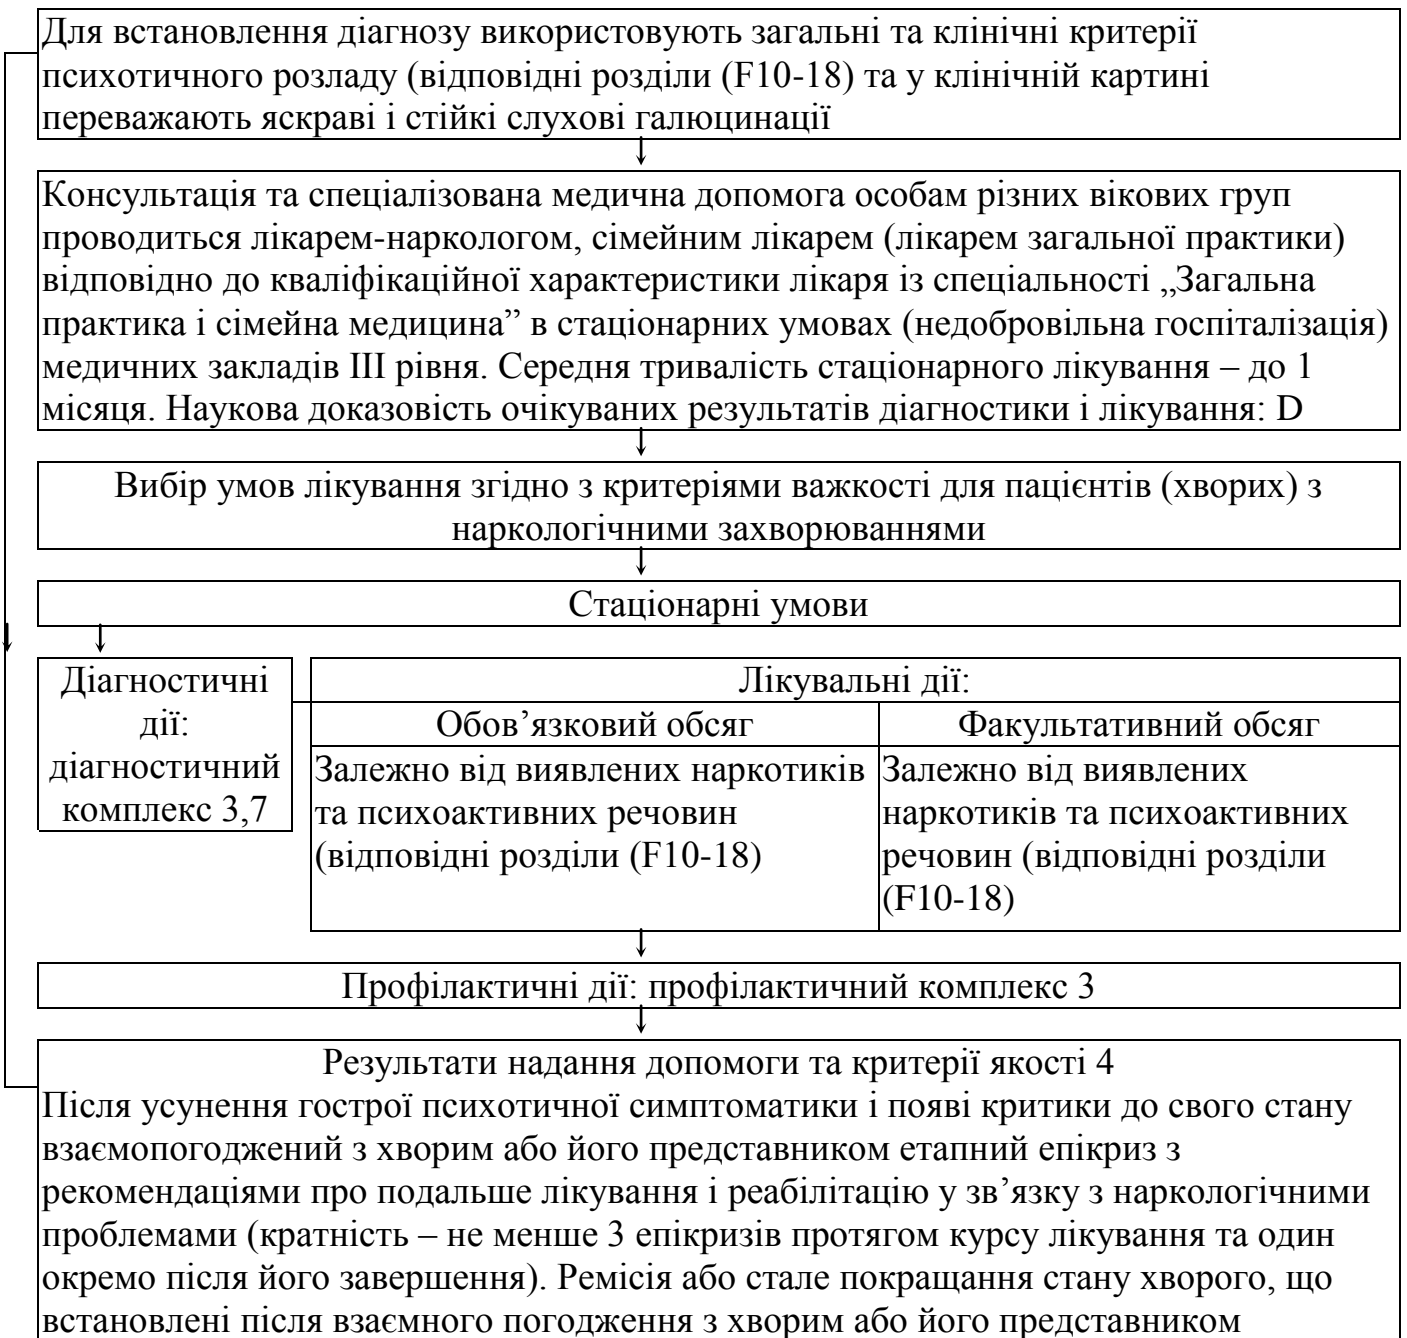 Для встановлення діагнозу використовують загальні та клінічні критерії
психотичного розладу (відповідні розділи (F10-18) та у клінічній картині
переважають яскраві і стійкі слухові галюцинації
Консультація та спеціалізована медична допомога особам різних вікових груп
проводиться лікарем-наркологом, сімейним лікарем (лікарем загальної практики)
відповідно до кваліфікаційної характеристики лікаря із спеціальності „Загальна
практика і сімейна медицина” в стаціонарних умовах (недобровільна госпіталізація)
медичних закладів III рівня. Середня тривалість стаціонарного лікування – до 1
місяця. Наукова доказовість очікуваних результатів діагностики і лікування: D
Вибір умов лікування згідно з критеріями важкості для пацієнтів (хворих) з
наркологічними захворюваннями
Стаціонарні умови
Діагностичні
дії:
діагностичний
комплекс 3,7
Лікувальні дії:
Обов’язковий обсяг
Залежно від виявлених наркотиків
та психоактивних речовин
(відповідні розділи (F10-18)
Факультативний обсяг
Залежно від виявлених
наркотиків та психоактивних
речовин (відповідні розділи
(F10-18)
Профілактичні дії: профілактичний комплекс 3
Результати надання допомоги та критерії якості 4
Після усунення гострої психотичної симптоматики і появі критики до свого стану
взаємопогоджений з хворим або його представником етапний епікриз з
рекомендаціями про подальше лікування і реабілітацію у зв’язку з наркологічними
проблемами (кратність – не менше 3 епікризів протягом курсу лікування та один
окремо після його завершення). Ремісія або стале покращання стану хворого, що
встановлені після взаємного погодження з хворим або його представником